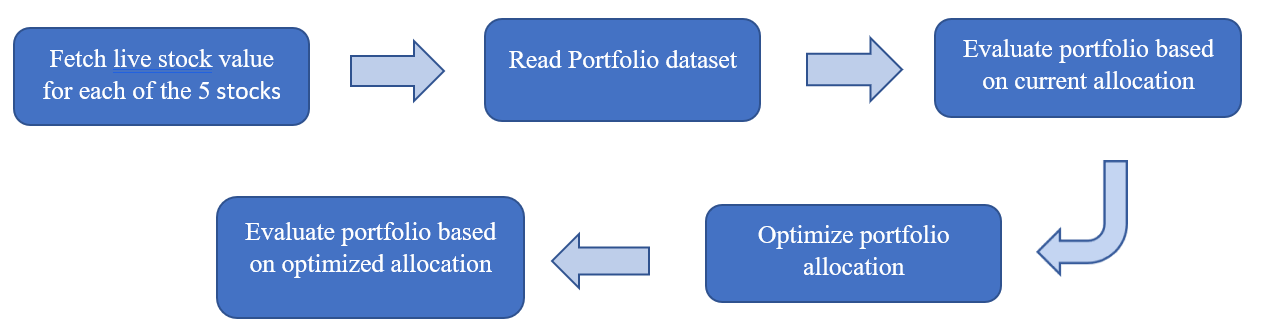 Fetch live stock value
for each of the 5 stocks
Read Portfolio dataset
Evaluate portfolio based
on current allocation
Optimize portfolio
allocation
Evaluate portfolio based
on optimized allocation